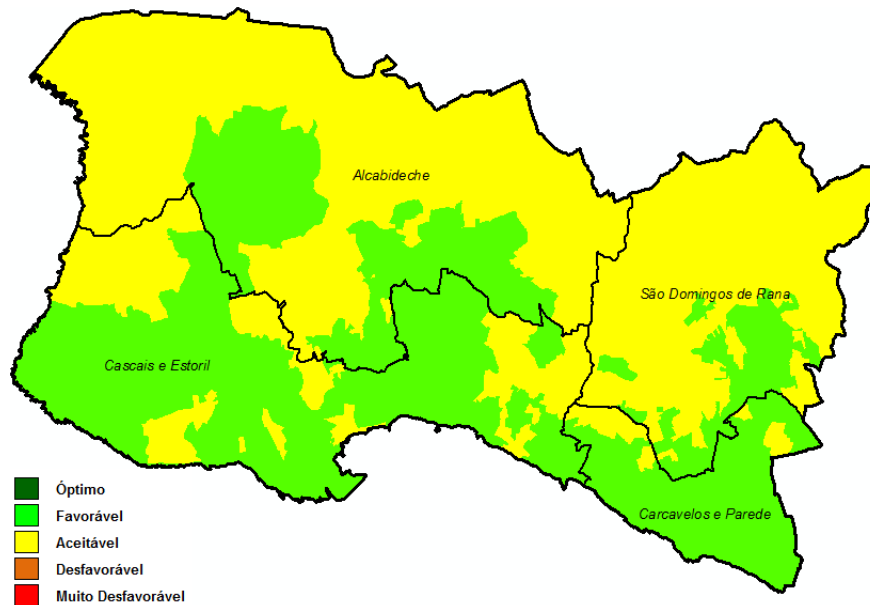 Alcabideche
São Domingos de Rana
Cascais e Estoril
Carcavelos e Parede
Óptimo
Favorável
Aceitável
Desfavorável
Muito Desfavorável